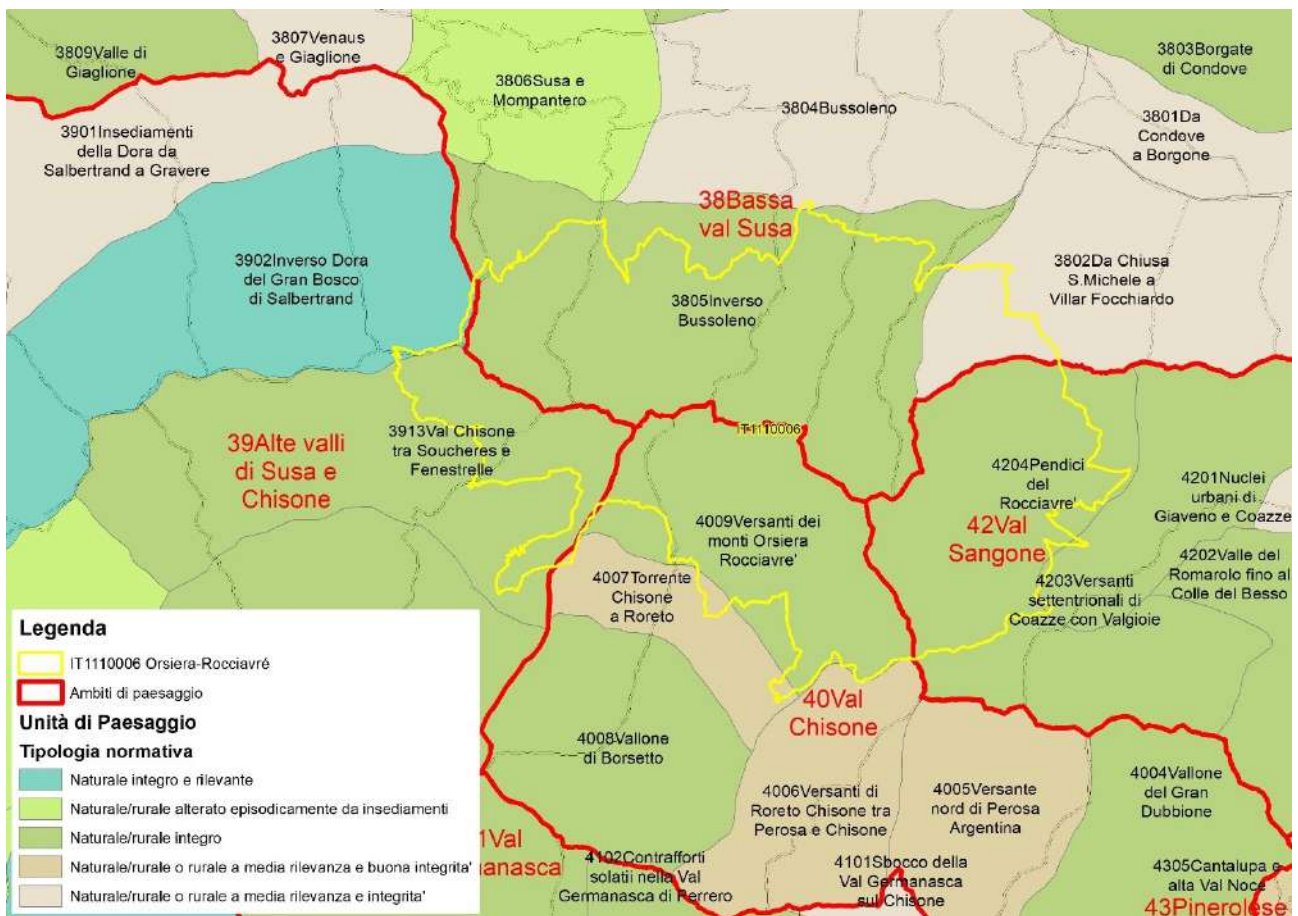 3807Venaus
e Giaglione
3809Valle di
Giaglione
3806Susa e
Mompantero
3803Borgate
di Condove
3804Bussoleno
3801Da
Condove
a Borgone
3901Insediamenti
della Dora da
Salbertrand a Gravere
38Bassa
val Susa
3902Inverso Dora
del Gran Bosco
di Salbertrand
3802Da Chiusa
S.Michele a
Villar Focchiardo
3805Inverso
Bussoleno
39Alte valli
di Susa e
Chisone
3913Val Chisone
tra Soucheres e
Fenestrelle
IT1110006
4204Pendici
del
Rocciavre'
4201Nuclei
urbani di
Giaveno e Coazze
42Val
Sangone
4009Versanti dei
monti Orsiera
Rocciavre'
4202Valle del
Romarolo fino al
Colle del Besso
4203Versanti
settentrionali di
Coazze con Valgioie
4007Torrente
Chisone
a Roreto
40Val
Chisone
4008Vallone
di Borsetto
4006Versanti di
Roreto Chisone tra
Perosa e Chisone
4005Versante
nord di Perosa
Argentina
4004Vallone
del Gran
Dubbione
1Val
manasca
4102Contrafforti
solatii nella Val
Germanasca di Perrero
4101Sbocco della
Val Germanasca
sul Chisone
4305Cantalupa e
alta Val Noce
43Pinerolese
Legenda
IT1110006 Orsiera-Rocciavré
Ambiti di paesaggio
Unità di Paesaggio
Tipologia normativa
Naturale integro e rilevante
Naturale/rurale alterato episodicamente da insediamenti
Naturale/rurale integro
Naturale/rurale o rurale a media rilevanza e buona integrita'
Naturale/rurale o rurale a media rilevanza e integrita'